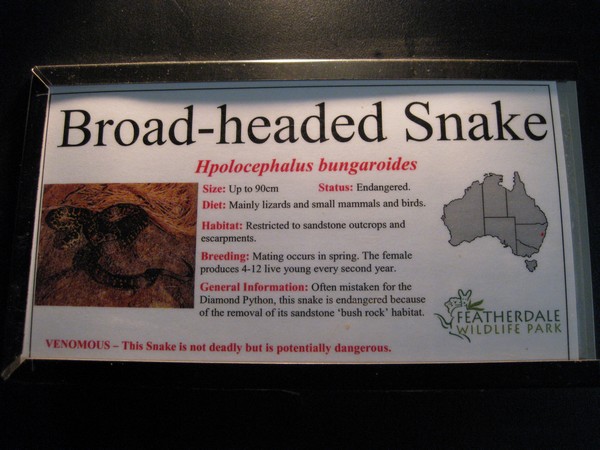 Broad-headed Snake
Hpolocephalus bungaroides
Size: Up to 90cm Status: Endangered.
Diet: Mainly lizards and small mammals and birds.
Habitat: Restricted to sandstone outcrops and
escarpments.
Breeding: Mating occurs in spring. The female
produces 4-12 live young every second year.
General Information: Often mistaken for the
Diamond Python, this snake is endangered because
of the removal of its sandstone 'bush rock' habitat.
FEATHERDALE
WILDLIFE PARK
VENOMOUS – This Snake is not deadly but is potentially dangerous.